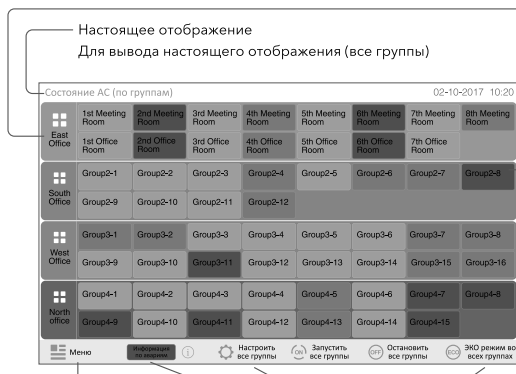 Настоящее отображение
Для вывода настоящего отображения (все группы)
Состояние AC (по группам) 02-10-2017 10:20
East Office
1st Meeting Room 2nd Meeting Room 3rd Meeting Room 4th Meeting Room 5th Meeting Room 6th Meeting Room 7th Meeting Room 8th Meeting Room
1st Office Room 2nd Office Room 3rd Office Room 4th Office Room 5th Office Room 6th Office Room 7th Office Room
South Office
Group2-1 Group2-2 Group2-3 Group2-4 Group2-5 Group2-6 Group2-7 Group2-8
Group2-9 Group2-10 Group2-11 Group2-12
West Office
Group3-1 Group3-2 Group3-3 Group3-4 Group3-5 Group3-6 Group3-7 Group3-8
Group3-9 Group3-10 Group3-11 Group3-12 Group3-13 Group3-14 Group3-15 Group3-16
North office
Group4-1 Group4-2 Group4-3 Group4-4 Group4-5 Group4-6 Group4-7 Group4-8
Group4-9 Group4-10 Group4-11 Group4-12 Group4-13 Group4-14 Group4-15
Меню
Информация по авариям
i
Настроить все группы
ON
Запустить все группы
OFF
Остановить все группы
ECO
ЭКО режим во всех группах